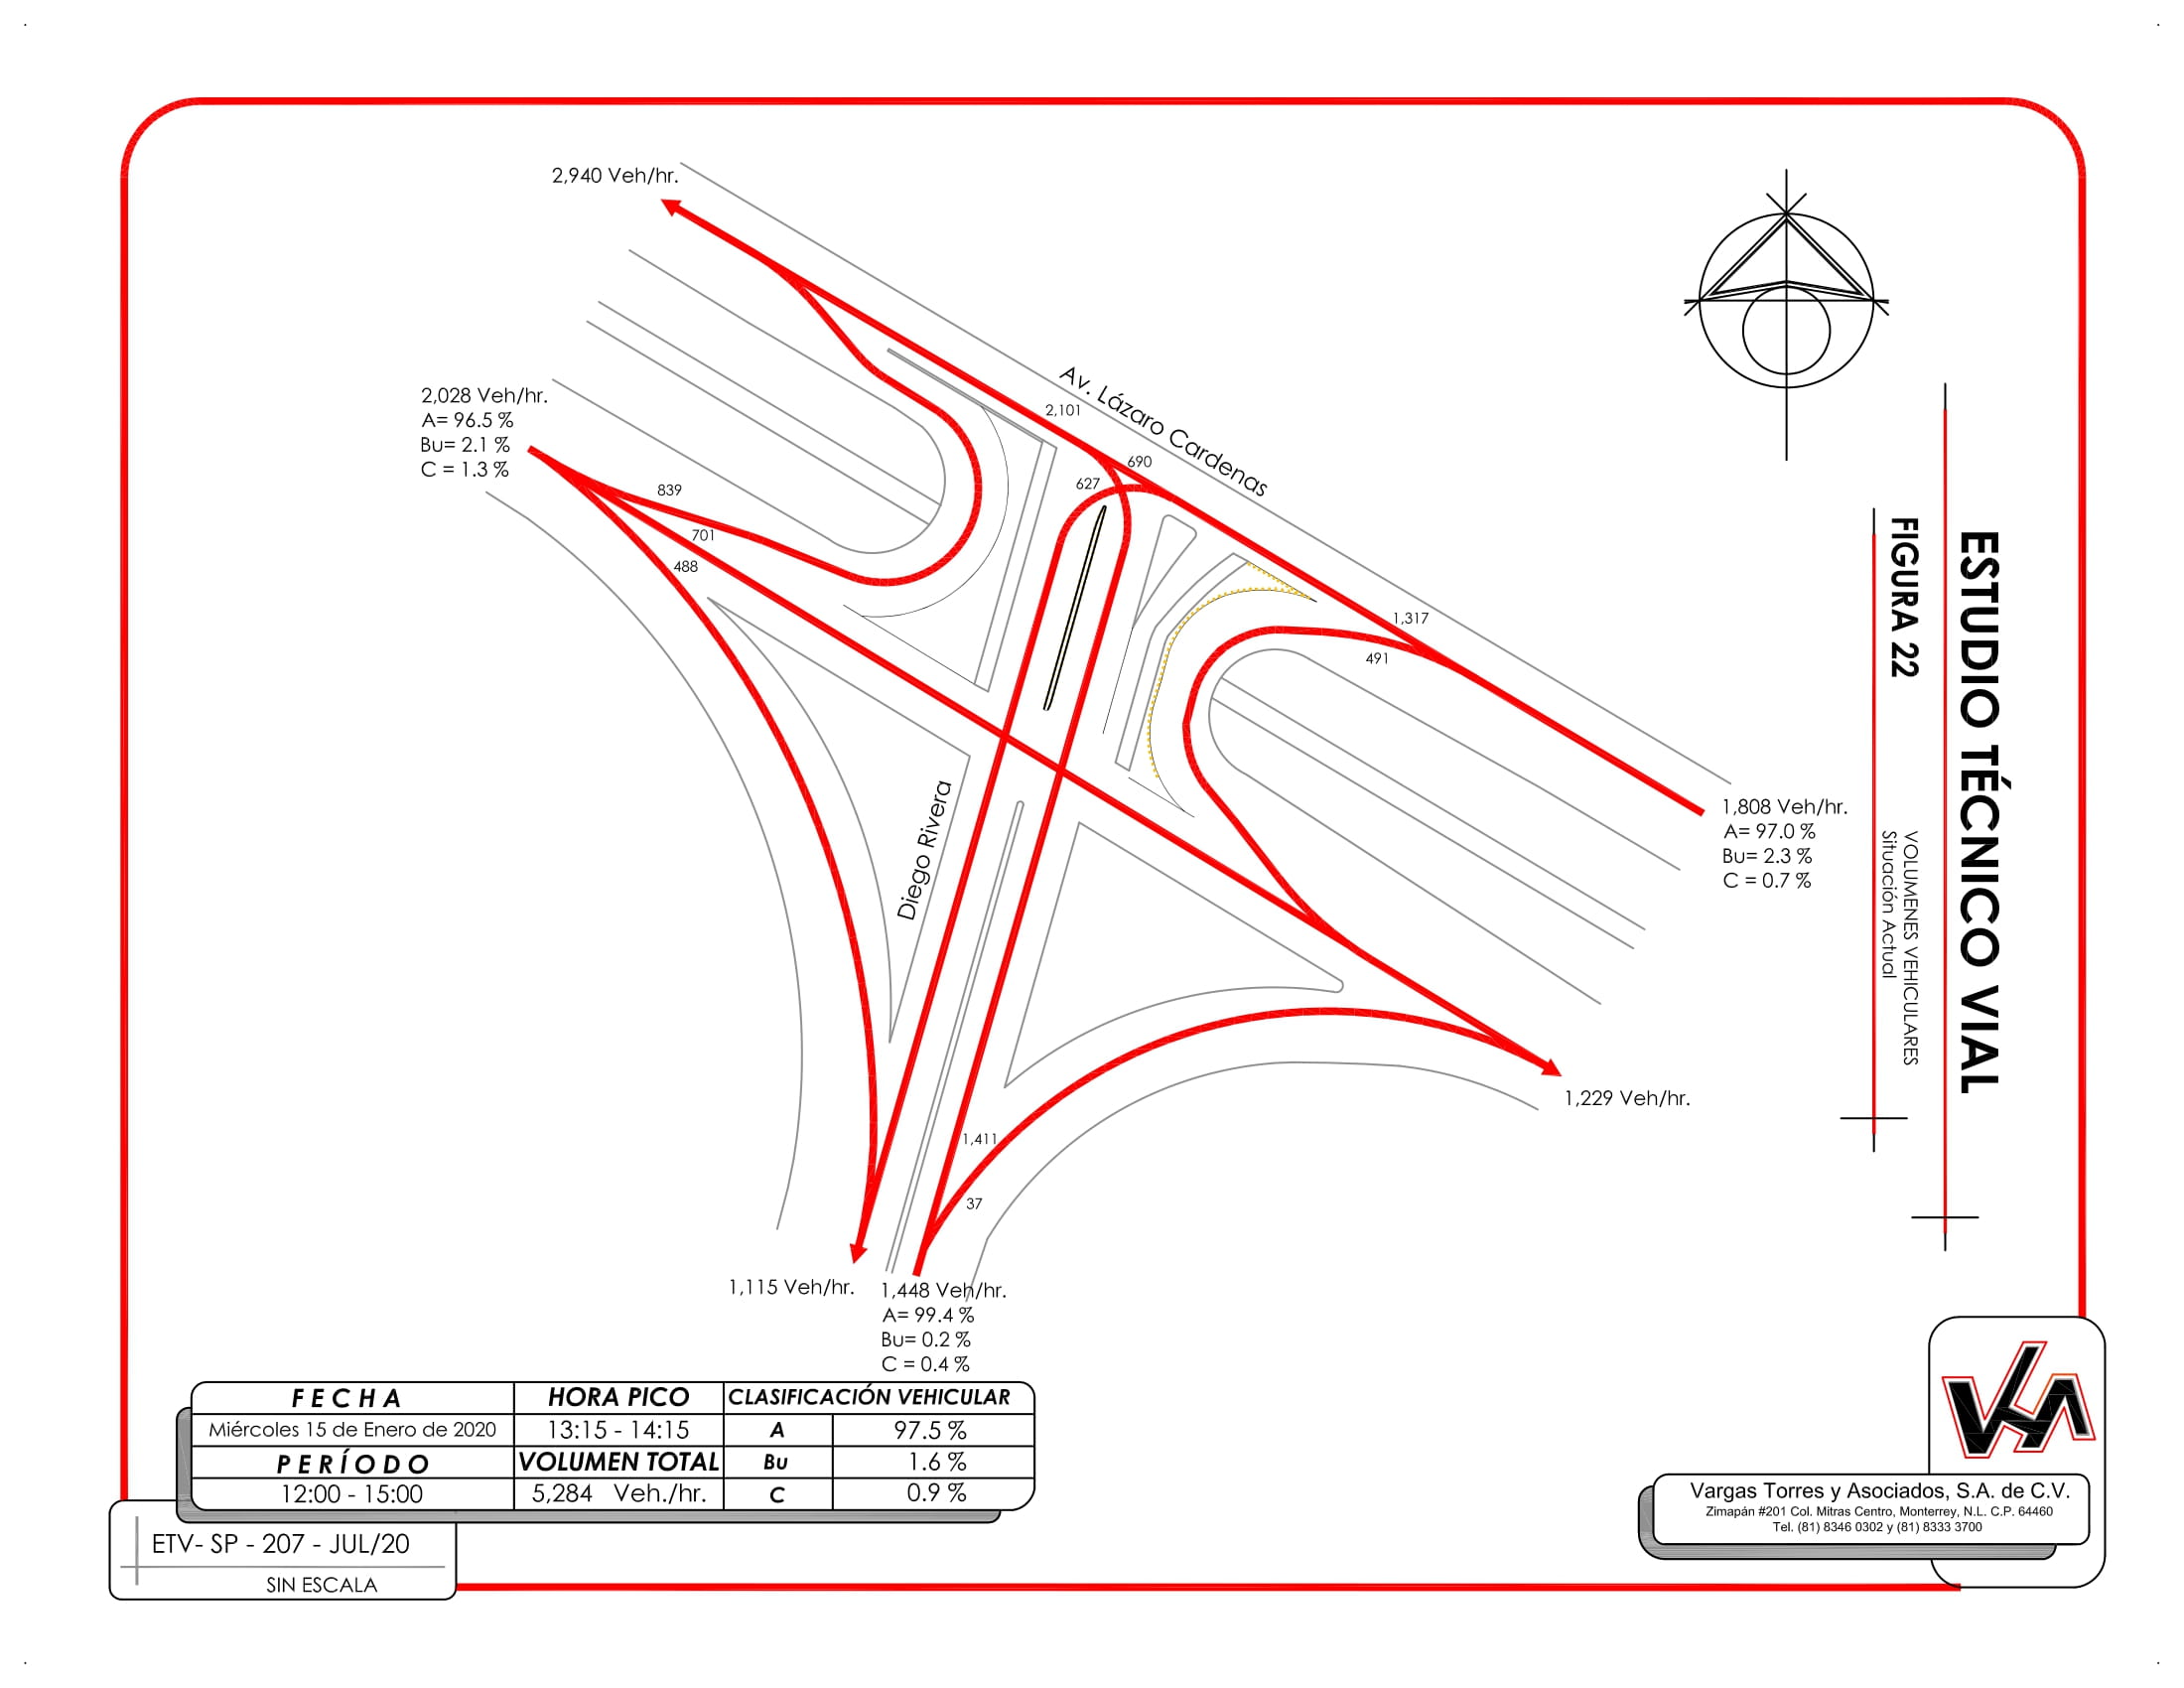 2,940 Veh/hr.
2,028 Veh/hr.
A= 96.5 %
Bu= 2.1 %
C = 1.3 %
839
701
488
Av. Lázaro Cardenas
2,101
690
627
1,317
491
1,808 Veh/hr.
A= 97.0 %
Bu= 2.3 %
C = 0.7 %
Diego Rivera
1,229 Veh/hr.
1,411
37
1,115 Veh/hr.
1,448 Veh/hr.
A= 99.4 %
Bu= 0.2 %
C = 0.4 %
ESTUDIO TÉCNICO VIAL
FIGURA 22
VOLUMENES VEHICULARES
Situación Actual
FECHA HORA PICO CLASIFICACIÓN VEHICULAR
Miércoles 15 de Enero de 2020 13:15 - 14:15 A 97.5 %
PERÍODO VOLUMEN TOTAL Bu 1.6 %
12:00 - 15:00 5,284 Veh./hr. C 0.9 %
ETV- SP - 207 - JUL/20
SIN ESCALA
Vargas Torres y Asociados, S.A. de C.V.
Zimapán #201 Col. Mitras Centro, Monterrey, N.L. C.P. 64460
Tel. (81) 8346 0302 y (81) 8333 3700